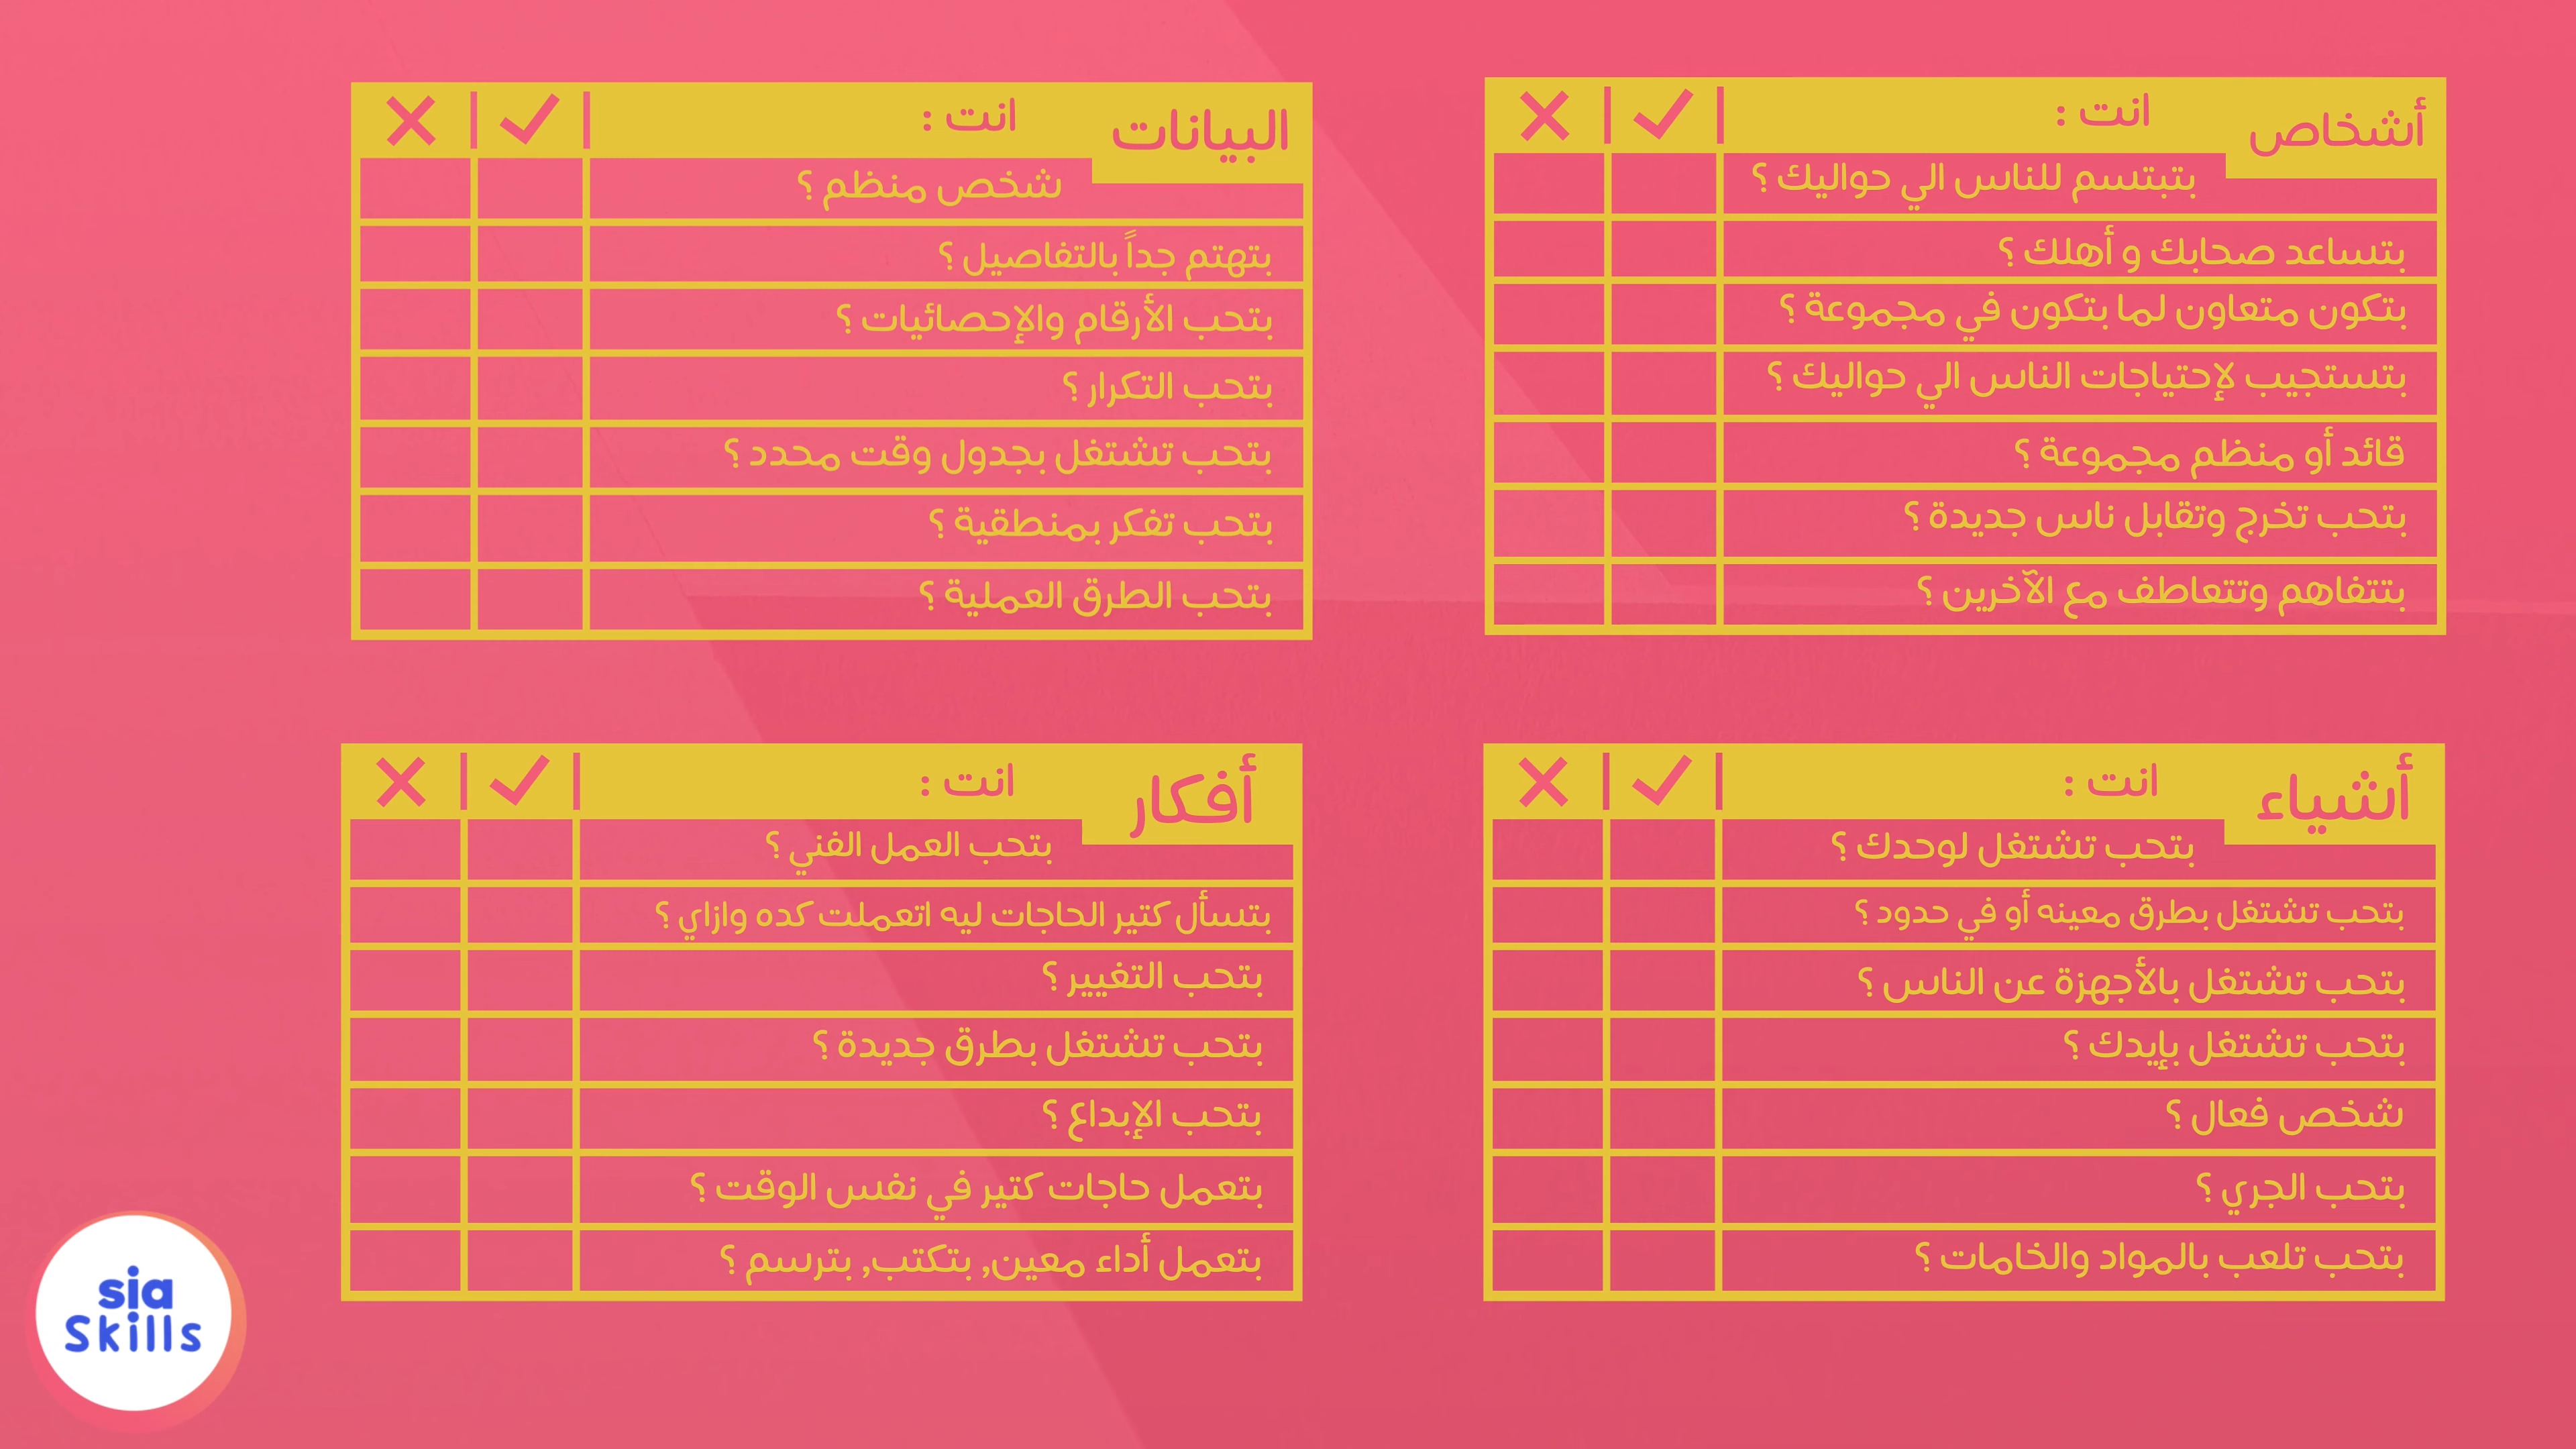 أشخاص
انت :
بتبتسم للناس الي حواليك ؟
بتساعد صحابك و أهلك ؟
بتكون متعاون لما بتكون في مجموعة ؟
بتستجيب لإحتياجات الناس الي حواليك ؟
قائد أو منظم مجموعة ؟
بتحب تخرج وتقابل ناس جديدة ؟
بتتفاهم وتتعاطف مع الآخرين ؟
البيانات
انت :
شخص منظم ؟
بتهتم جداً بالتفاصيل ؟
بتحب الأرقام والإحصائيات ؟
بتحب التكرار ؟
بتحب تشتغل بجدول وقت محدد ؟
بتحب تفكر بمنطقية ؟
بتحب الطرق العملية ؟
أشياء
انت :
بتحب تشتغل لوحدك ؟
بتحب تشتغل بطرق معينه أو في حدود ؟
بتحب تشتغل بالأجهزة عن الناس ؟
بتحب تشتغل بإيدك ؟
شخص فعال ؟
بتحب الجري ؟
بتحب تلعب بالمواد والخامات ؟
أفكار
انت :
بتحب العمل الفني ؟
بتسأل كتير الحاجات ليه اتعملت كده وازاي ؟
بتحب التغيير ؟
بتحب تشتغل بطرق جديدة ؟
بتحب الإبداع ؟
بتعمل حاجات كتير في نفس الوقت ؟
بتعمل أداء معين, بتكتب, بترسم ؟
sia
Skills